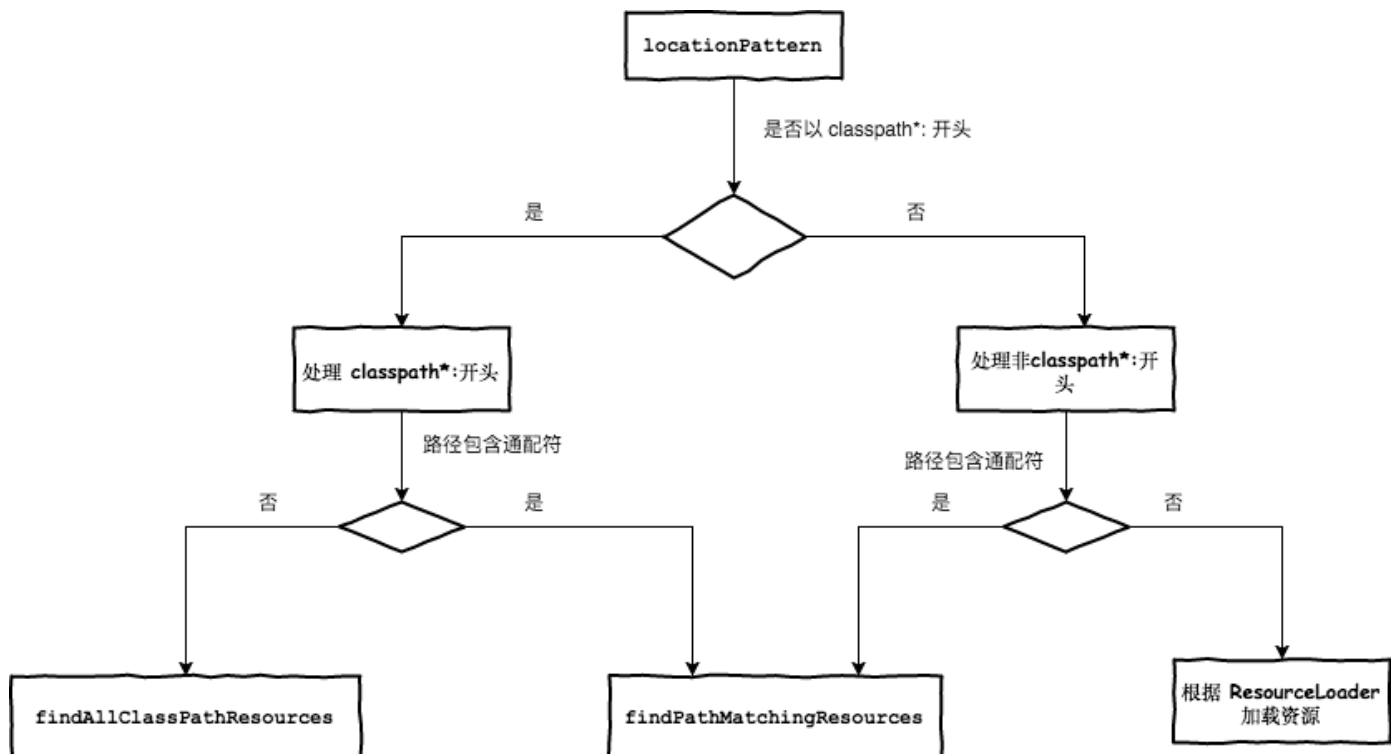 locationPattern
是否以 classpath*: 开头
是
否
处理 classpath*:开头
处理非classpath*:开
头
路径包含通配符
路径包含通配符
否
是
是
否
findAllClassPathResources
findPathMatchingResources
根据 ResourceLoader
加载资源